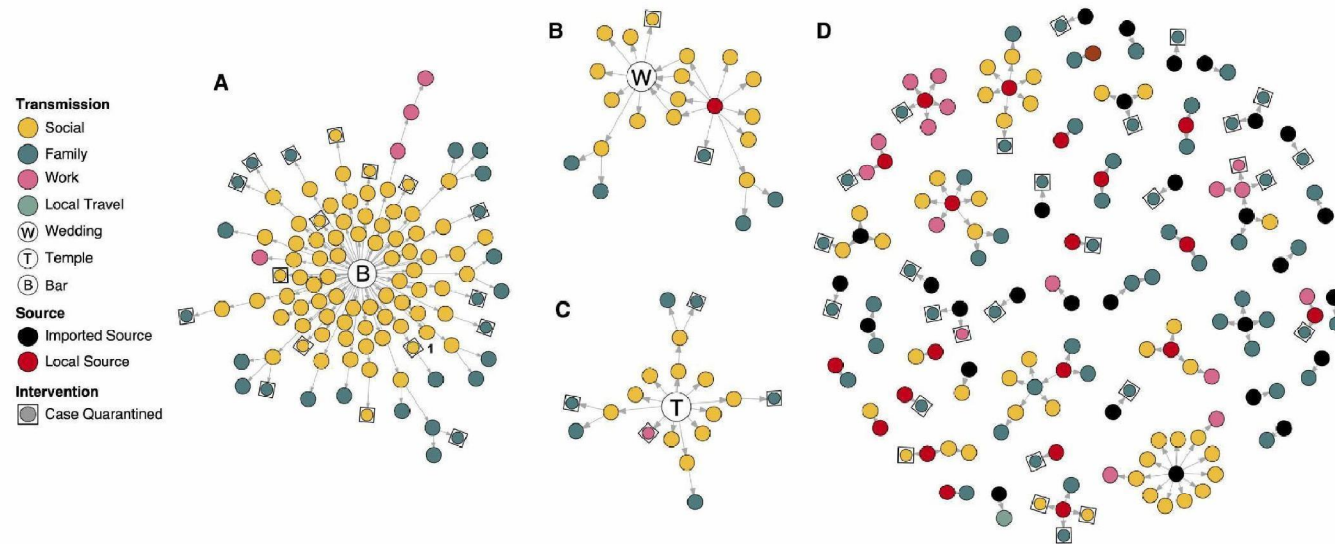 A
B
C
D
Transmission
Social
Family
Work
Local Travel
W Wedding
T Temple
B Bar
Source
Imported Source
Local Source
Intervention
Case Quarantined
B
1
W
T